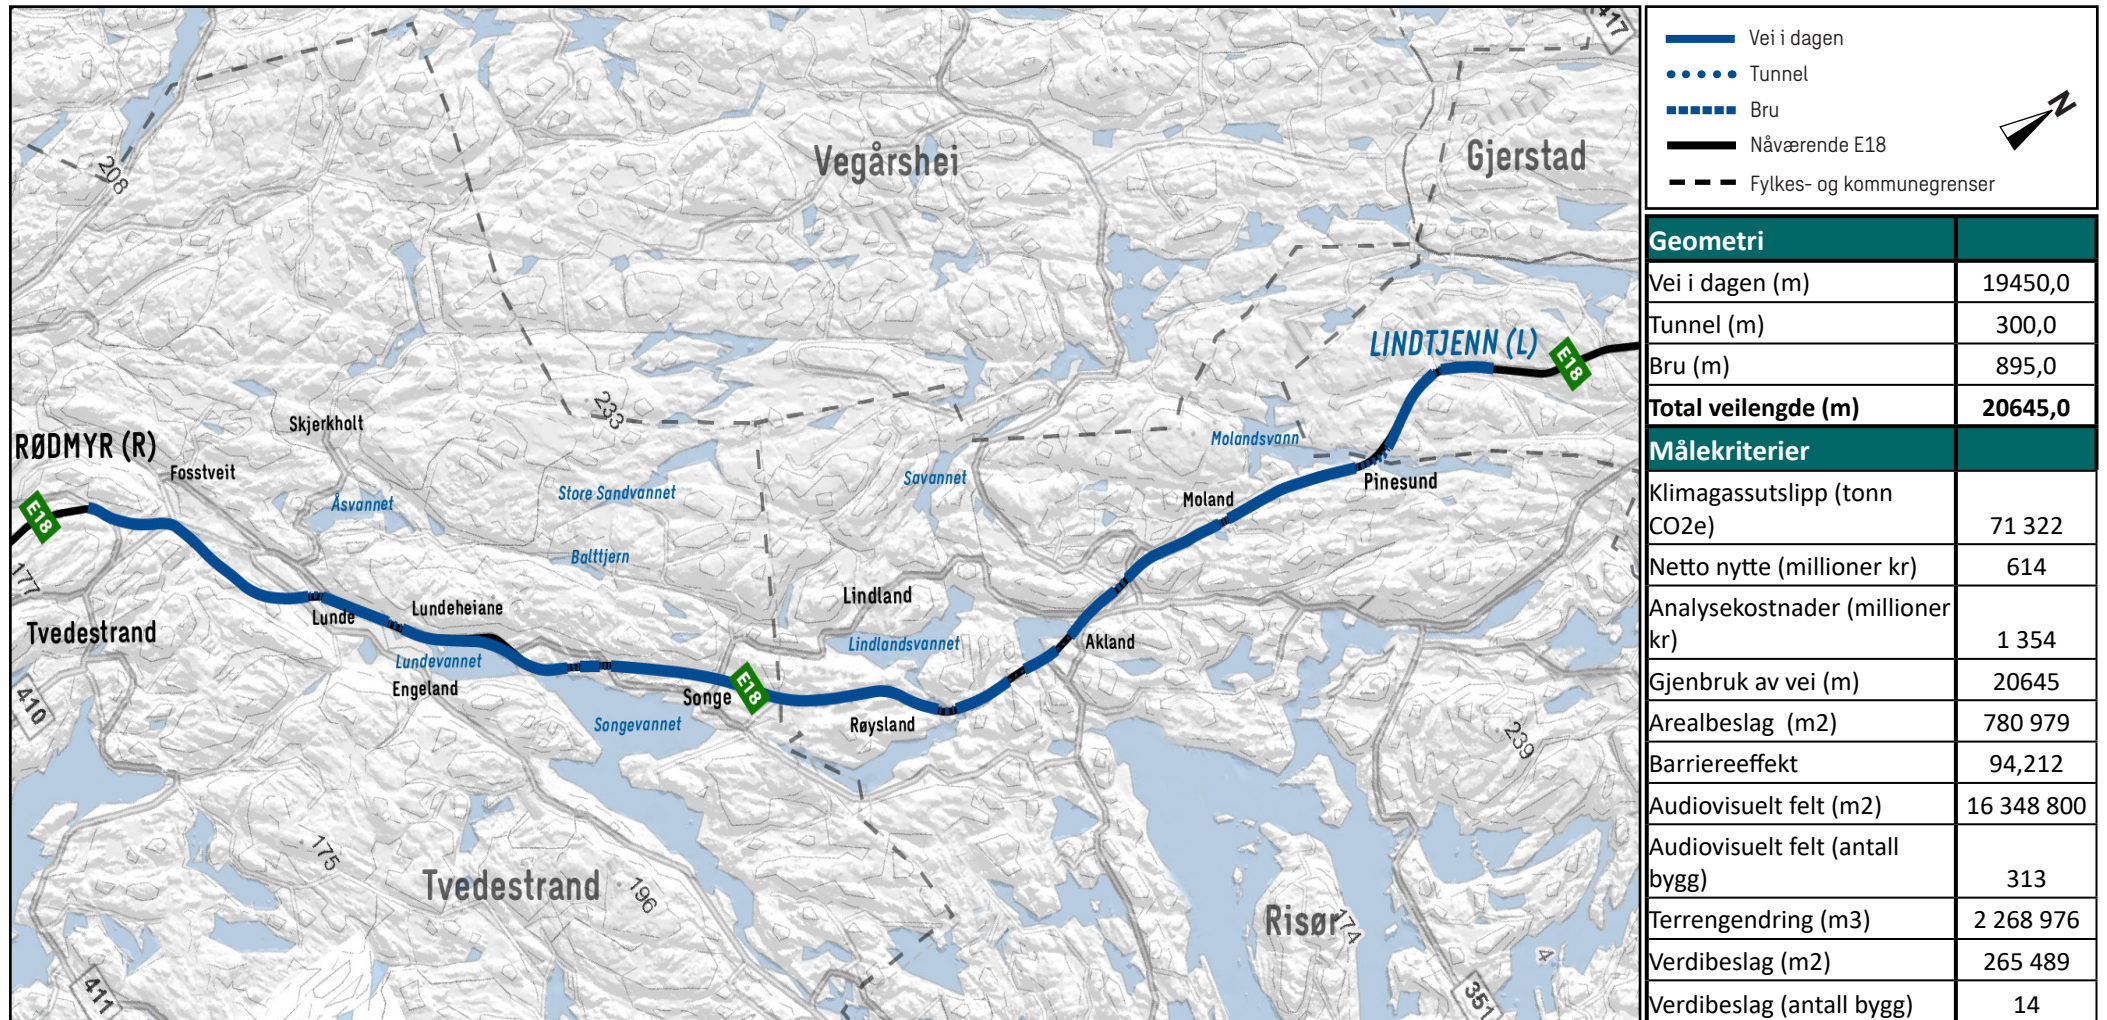 417
Vegårshei
Gjerstad
208
LINDTJENN (L)
E18
233
Skjerkholt
RØDMYR (R)
Fosstveit
Molandsvann
Savannet
Store Sandvannet
Åsvannet
Pinesund
Moland
E18
Balttjern
177
Lindland
Lundeheiane
Lunde
Tvedestrand
Lindlandsvannet
Akland
Lundevannet
Engeland
E18
Songe
410
Songevannet
Røysland
239
175
Tvedestrand
196
Risør
174
4
411
351
Vei i dagen
Tunnel
Bru
Nåværende E18
Fylkes- og kommunegrenser
N
Geometri
Vei i dagen (m) 19450,0
Tunnel (m) 300,0
Bru (m) 895,0
Total veilengde (m) 20645,0
Målekriterier
Klimagassutslipp (tonn
CO2e) 71 322
Netto nytte (millioner kr) 614
Analysekostnader (millioner
kr) 1 354
Gjenbruk av vei (m) 20645
Arealbeslag (m2) 780 979
Barriereeffekt 94,212
Audiovisuelt felt (m2) 16 348 800
Audiovisuelt felt (antall
bygg) 313
Terrengendring (m3) 2 268 976
Verdibeslag (m2) 265 489
Verdibeslag (antall bygg) 14